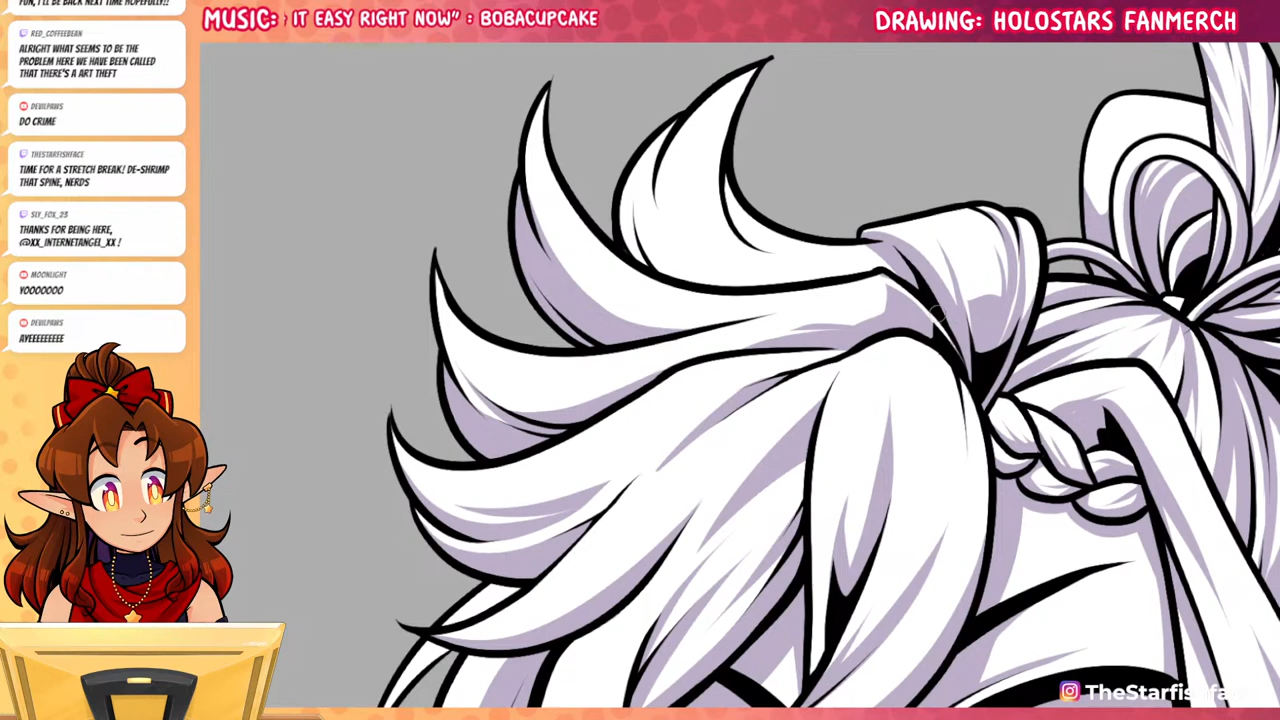 MUSIC: IT EASY RIGHT NOW" : BOBACUPCAKE
DRAWING: HOLOSTARS FANMERCH
FUN, I'LL BE BACK NEXT TIME HOPEFULLY!!
RED_COFFEEBEAN
ALRIGHT WHAT SEEMS TO BE THE
PROBLEM HERE WE HAVE BEEN CALLED
THAT THERE'S A ART THEFT
DEVILPAWS
DO CRIME
THESTARFISHFACE
TIME FOR A STRETCH BREAK! DE-SHRIMP
THAT SPINE, NERDS
SLY_FOX_23
THANKS FOR BEING HERE,
@XX_INTERNETANGEL_XX !
MOONLIGHT
YOOOOOOO
DEVILPAWS
AYEEEEEEEEE
TheStarfishfa